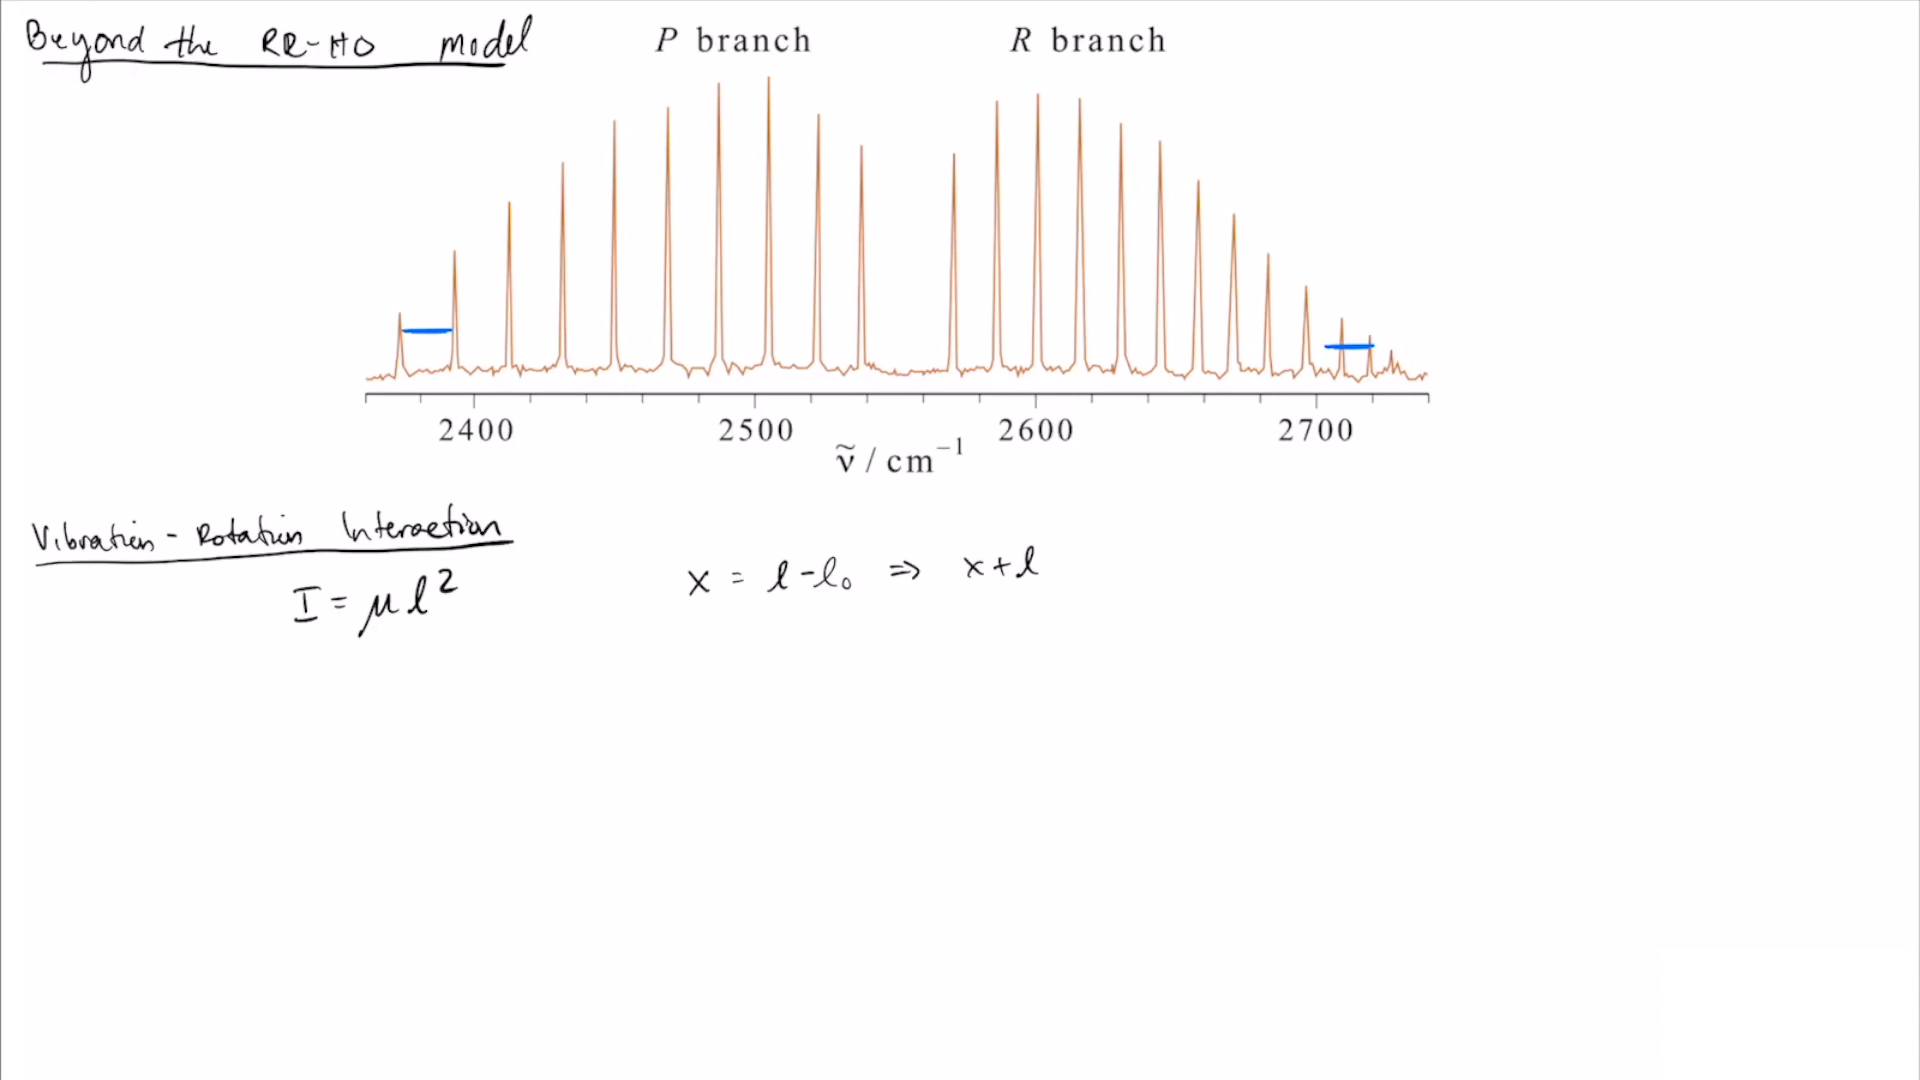 Beyond the RR-HO model
P branch R branch
2400 2500 2600 2700
ν̃ / cm⁻¹
Vibration - Rotation Interaction
I = μl²
x = l - l₀ ⇒ x + l